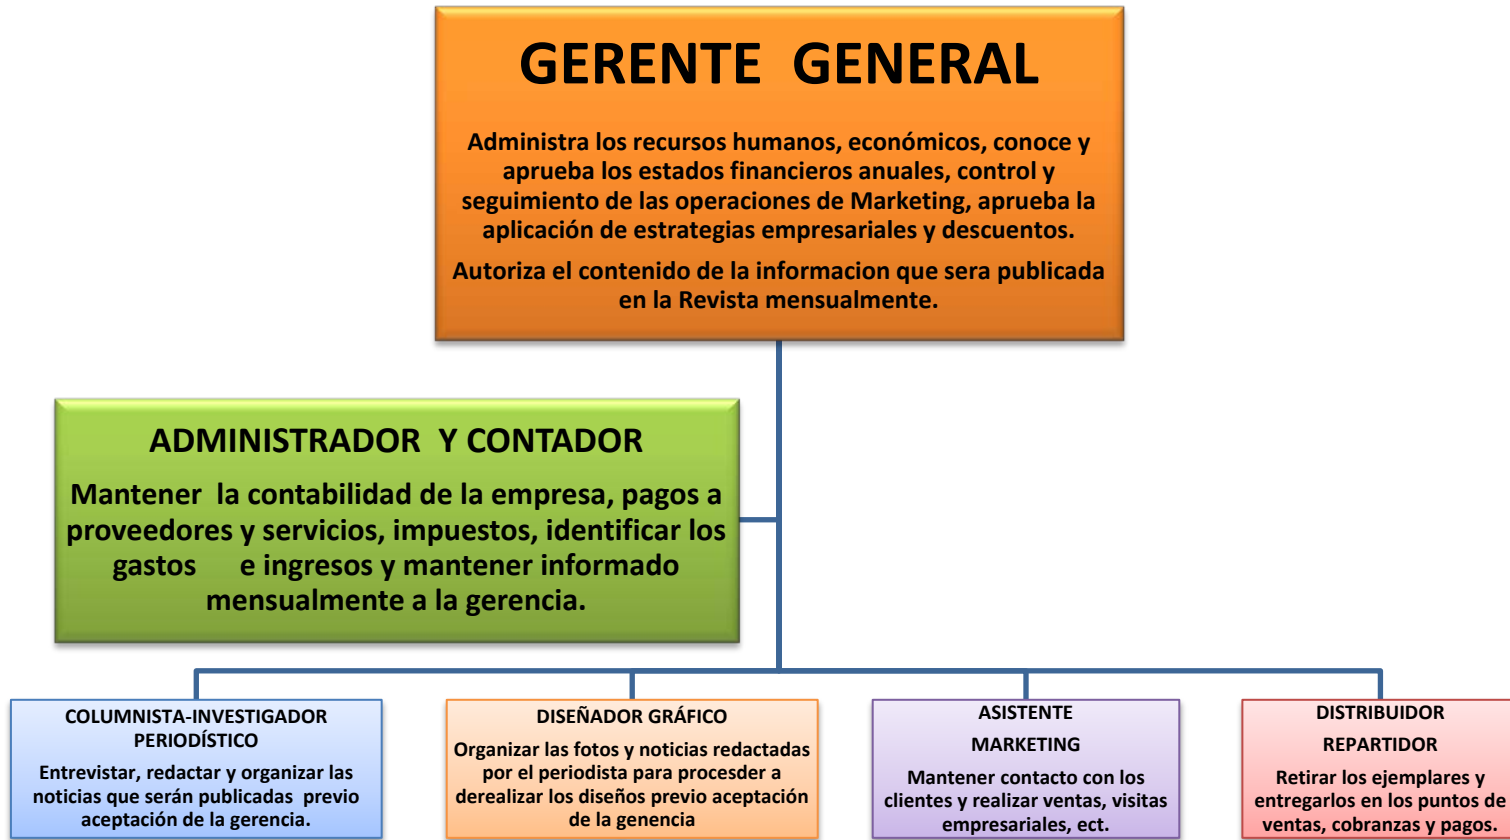 GERENTE  GENERAL
Administra los recursos humanos, económicos, conoce y
aprueba los estados financieros anuales, control y
seguimiento de las operaciones de Marketing, aprueba la
aplicación de estrategias empresariales y descuentos.
Autoriza el contenido de la informacion que sera publicada
en la Revista mensualmente.
ADMINISTRADOR  Y CONTADOR
Mantener  la contabilidad de la empresa, pagos a
proveedores y servicios, impuestos, identificar los
gastos     e ingresos y mantener informado
mensualmente a la gerencia.
COLUMNISTA-INVESTIGADOR
PERIODÍSTICO
Entrevistar, redactar y organizar las
noticias que serán publicadas  previo
aceptación de la gerencia.
DISEÑADOR GRÁFICO
Organizar las fotos y noticias redactadas
por el periodista para procesder a
derealizar los diseños previo aceptación
de la genencia
ASISTENTE
MARKETING
Mantener contacto con los
clientes y realizar ventas, visitas
empresariales, ect.
DISTRIBUIDOR
REPARTIDOR
Retirar los ejemplares y
entregarlos en los puntos de
ventas, cobranzas y pagos.